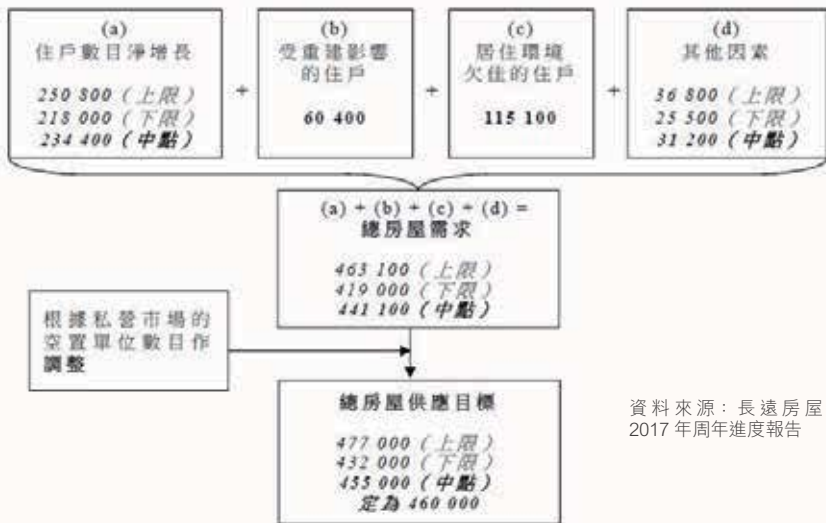 (a)
住戶數目淨增長
250 800 (上限)
218 000 (下限)
234 400 (中點)
+
(b)
受重建影響
的住戶
60 400
+
(c)
居住環境
欠佳的住戶
115 100
+
(d)
其他因素
36 800 (上限)
25 500 (下限)
31 200 (中點)
(a) + (b) + (c) + (d) =
總房屋需求
463 100 (上限)
419 000 (下限)
441 100 (中點)
根據私營市場的
空置單位數目作
調整
總房屋供應目標
477 000 (上限)
432 000 (下限)
455 000 (中點)
定為 460 000
資料來源：長遠房屋
2017 年周年進度報告